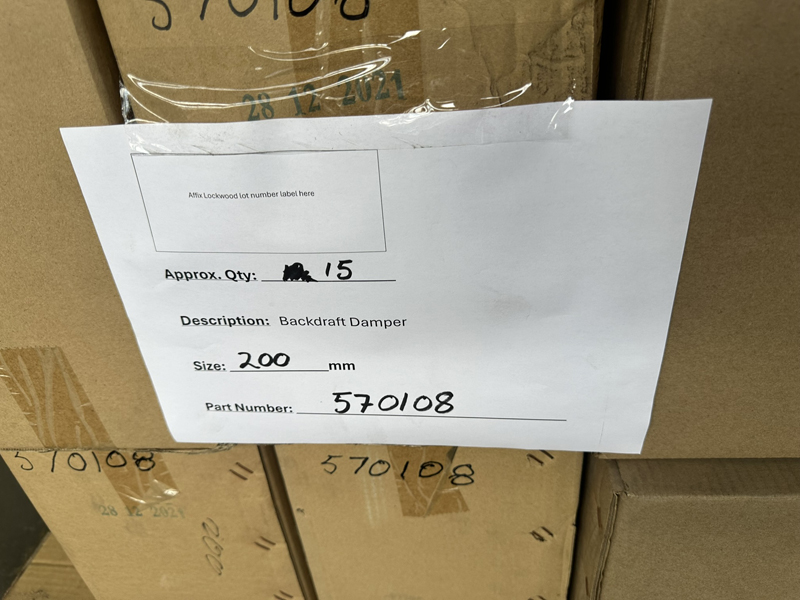 570108
28 12 2021
Affix Lockwood lot number label here
Approx. Qty: 15
Description: Backdraft Damper
Size: 200 mm
Part Number: 570108
570108
570108
28 12 2021